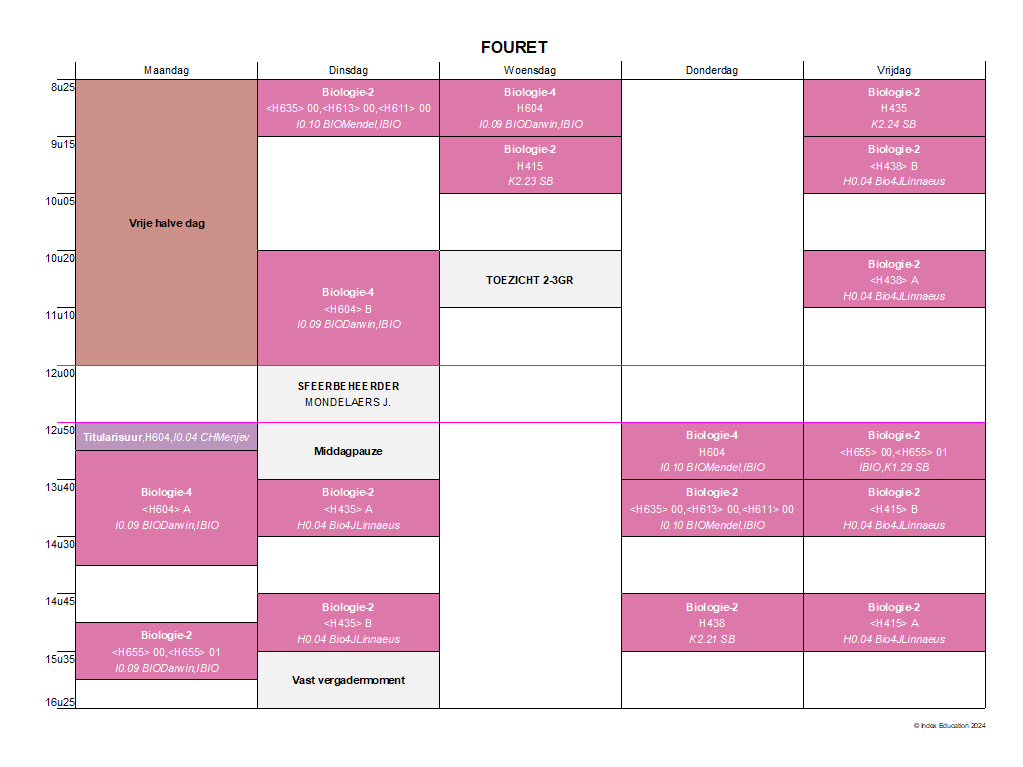 FOURET
Maandag
Dinsdag
Woensdag
Donderdag
Vrijdag
8u25
9u15
10u05
10u20
11u10
12u00
12u50
13u40
14u30
14u45
15u35
16u25
Vrije halve dag
Titularisuur,H604,I0.04 CHMenjev
Biologie-4
<H604> A
I0.09 BIODarwin,IBIO
Biologie-2
<H655> 00,<H655> 01
I0.09 BIODarwin,IBIO
Biologie-2
<H635> 00,<H613> 00,<H611> 00
I0.10 BIOMendel,IBIO
Biologie-4
<H604> B
I0.09 BIODarwin,IBIO
SFEERBEHEERDER
MONDELAERS J.
Middagpauze
Biologie-2
<H435> A
H0.04 Bio4JLinnaeus
Biologie-2
<H435> B
H0.04 Bio4JLinnaeus
Vast vergadermoment
Biologie-4
H604
I0.09 BIODarwin,IBIO
Biologie-2
H415
K2.23 SB
TOEZICHT 2-3GR
Biologie-4
H604
I0.10 BIOMendel,IBIO
Biologie-2
<H635> 00,<H613> 00,<H611> 00
I0.10 BIOMendel,IBIO
Biologie-2
H438
K2.21 SB
Biologie-2
H435
K2.24 SB
Biologie-2
<H438> B
H0.04 Bio4JLinnaeus
Biologie-2
<H438> A
H0.04 Bio4JLinnaeus
Biologie-2
<H655> 00,<H655> 01
IBIO,K1.29 SB
Biologie-2
<H415> B
H0.04 Bio4JLinnaeus
Biologie-2
<H415> A
H0.04 Bio4JLinnaeus
© Index Education 2024